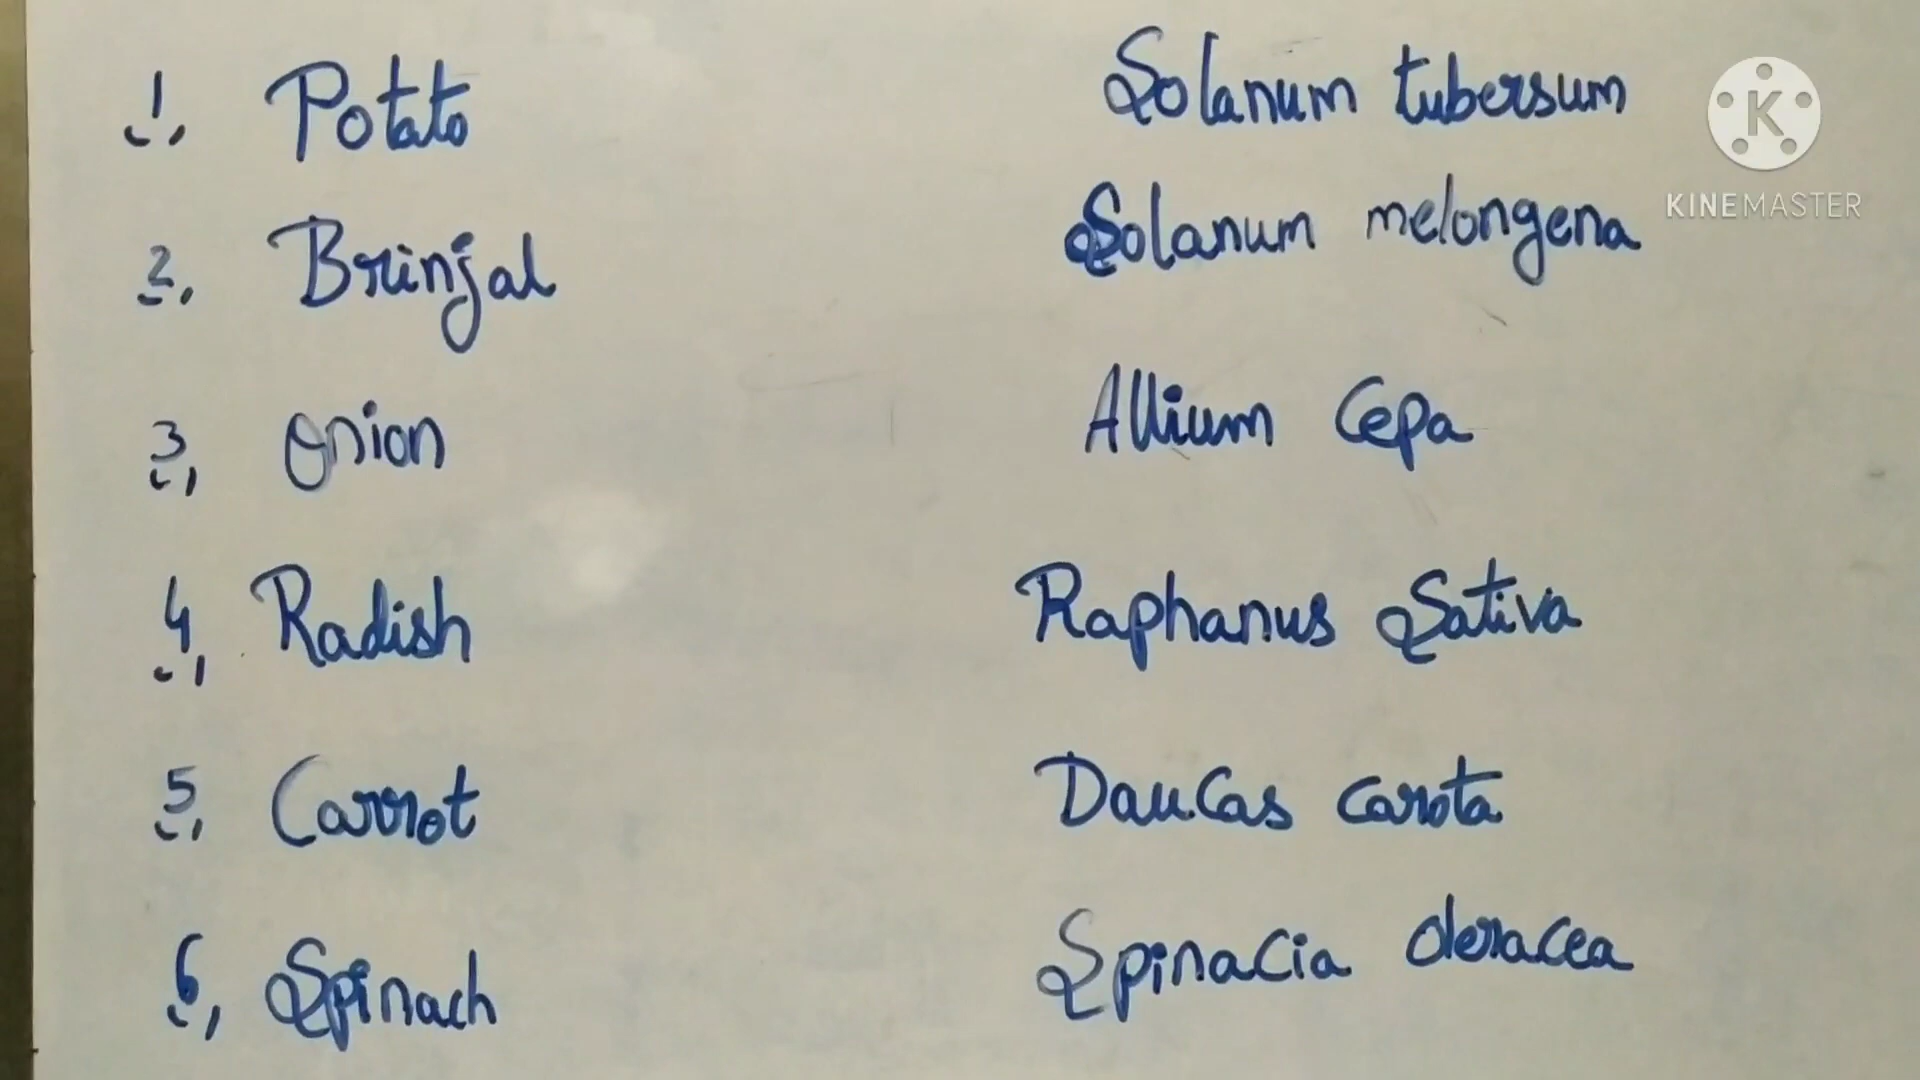 1. Potato Solanum tubersum
2. Brinjal Solanum melongena
3. Onion Allium Cepa
4. Radish Raphanus Sativa
5. Carrot Daucas carota
6. Spinach Spinacia oleracea
K
KINEMASTER